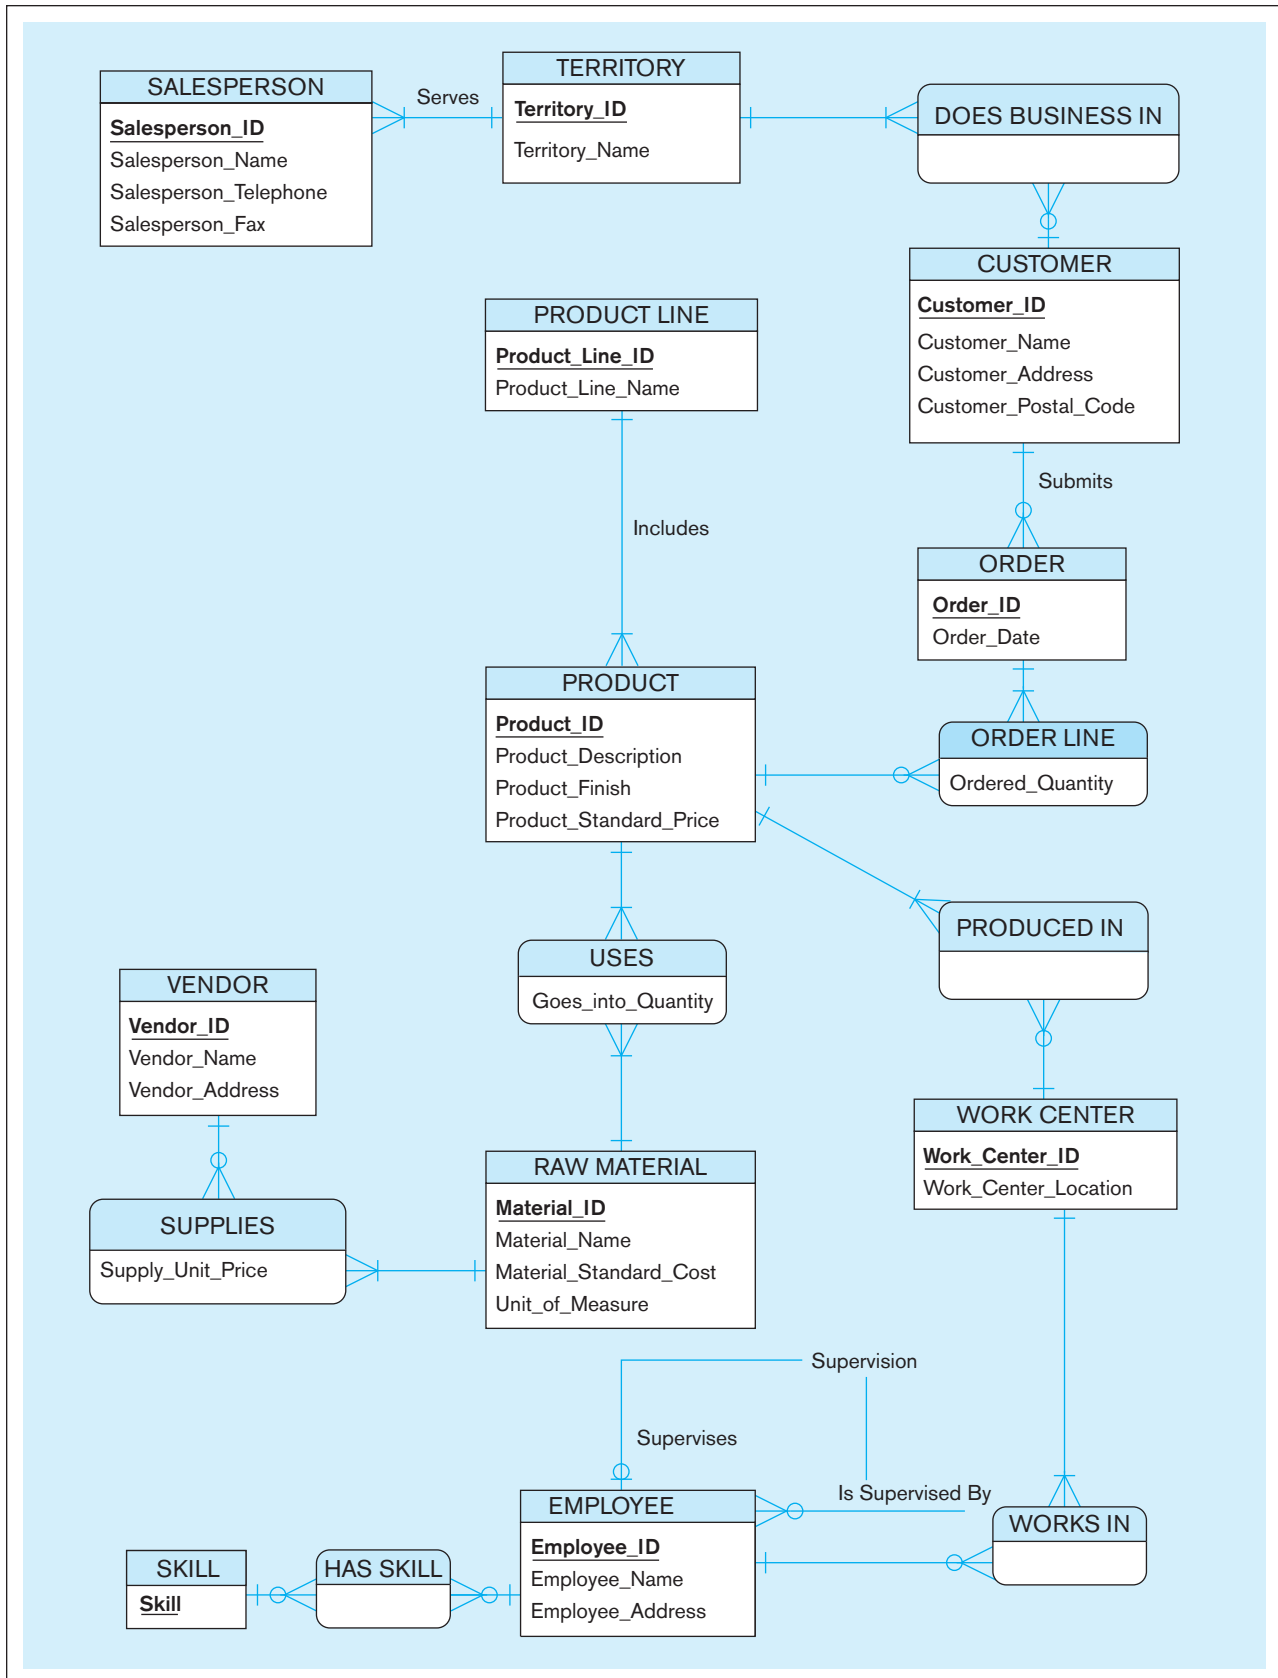 SALESPERSON
Salesperson_ID
Salesperson_Name
Salesperson_Telephone
Salesperson_Fax
Serves
TERRITORY
Territory_ID
Territory_Name
DOES BUSINESS IN
CUSTOMER
Customer_ID
Customer_Name
Customer_Address
Customer_Postal_Code
PRODUCT LINE
Product_Line_ID
Product_Line_Name
Submits
Includes
ORDER
Order_ID
Order_Date
PRODUCT
Product_ID
Product_Description
Product_Finish
Product_Standard_Price
ORDER LINE
Ordered_Quantity
PRODUCED IN
USES
Goes_into_Quantity
VENDOR
Vendor_ID
Vendor_Name
Vendor_Address
WORK CENTER
Work_Center_ID
Work_Center_Location
RAW MATERIAL
Material_ID
Material_Name
Material_Standard_Cost
Unit_of_Measure
SUPPLIES
Supply_Unit_Price
Supervision
Supervises
Is Supervised By
EMPLOYEE
Employee_ID
Employee_Name
Employee_Address
WORKS IN
SKILL
Skill
HAS SKILL